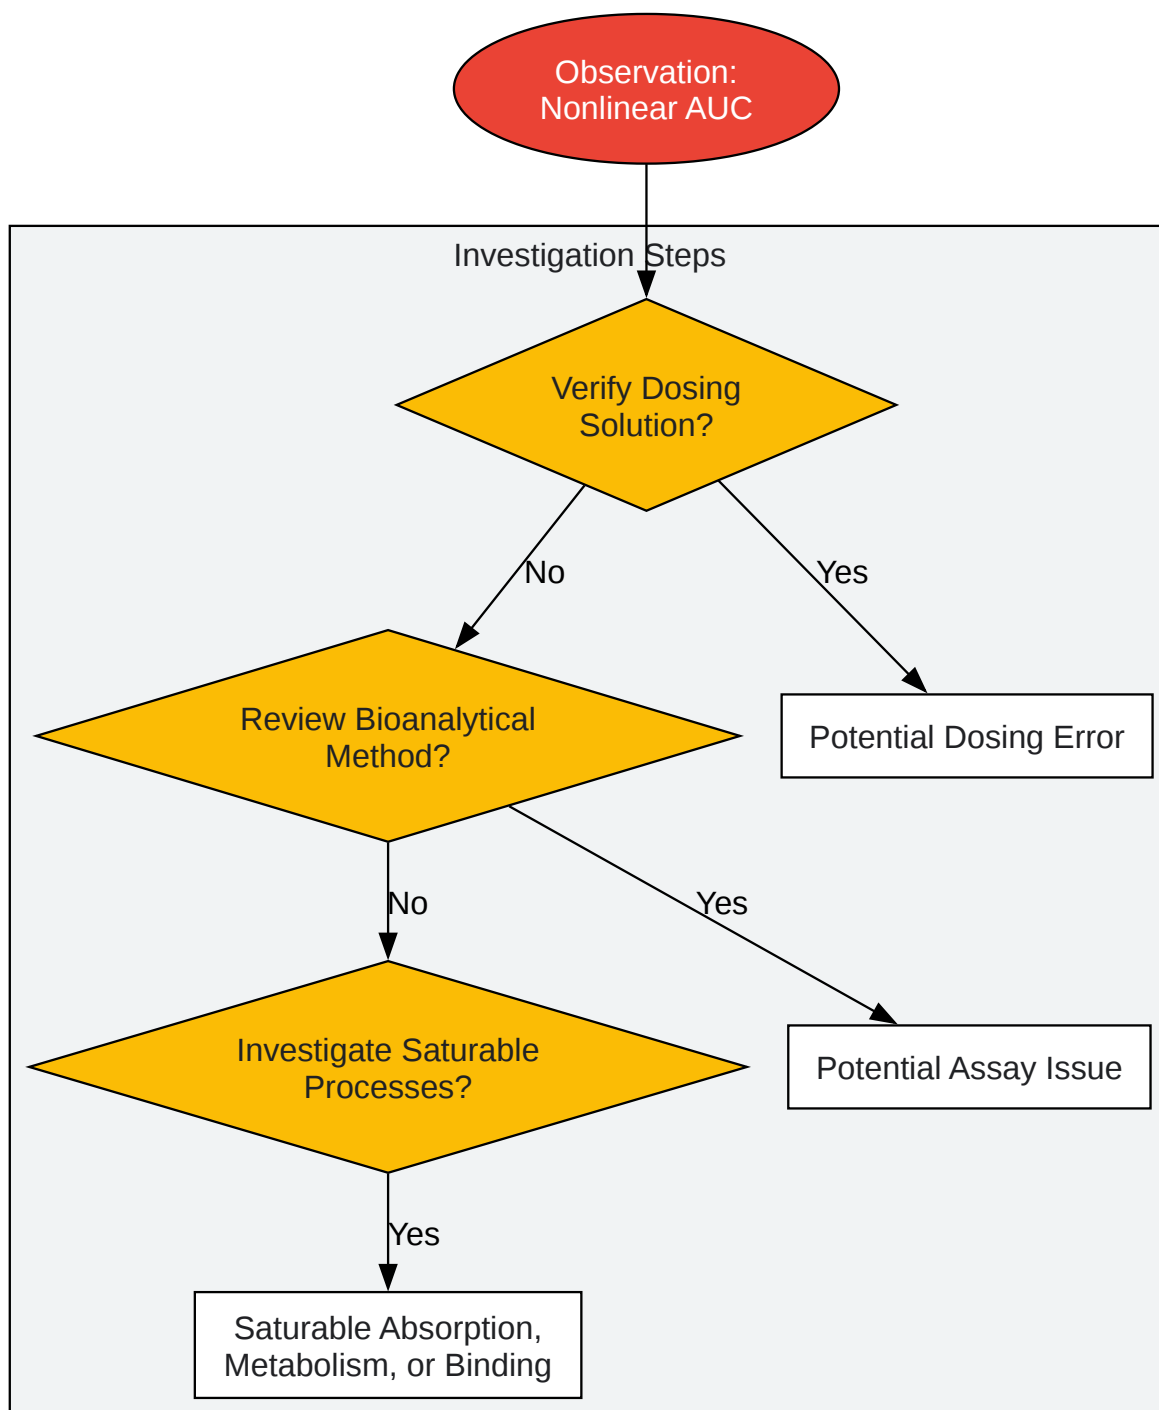 Observation:
Nonlinear AUC
Investigation Steps
Verify Dosing
Solution?
No
Yes
Review Bioanalytical
Method?
Potential Dosing Error
No
Yes
Investigate Saturable
Processes?
Potential Assay Issue
Yes
Saturable Absorption,
Metabolism, or Binding